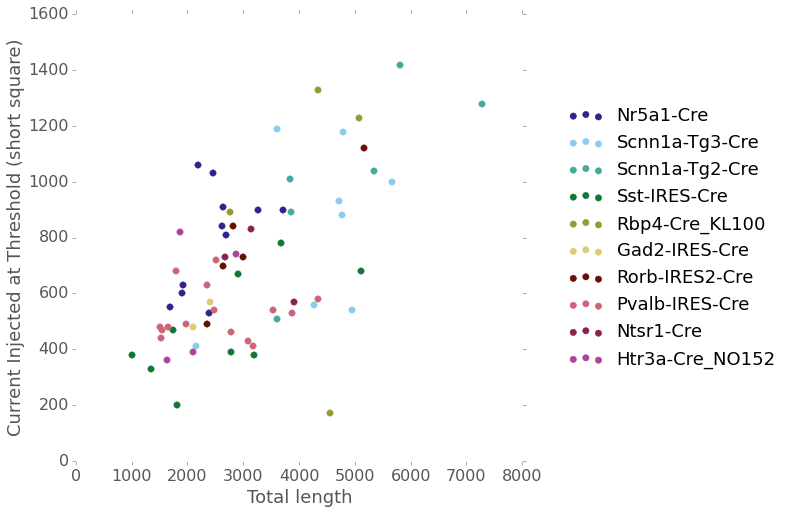 1600
1400
1200
1000
800
600
400
200
0
0 1000 2000 3000 4000 5000 6000 7000 8000
Total length
Current Injected at Threshold (short square)
Nr5a1-Cre
Scnn1a-Tg3-Cre
Scnn1a-Tg2-Cre
Sst-IRES-Cre
Rbp4-Cre_KL100
Gad2-IRES-Cre
Rorb-IRES2-Cre
Pvalb-IRES-Cre
Ntsr1-Cre
Htr3a-Cre_NO152